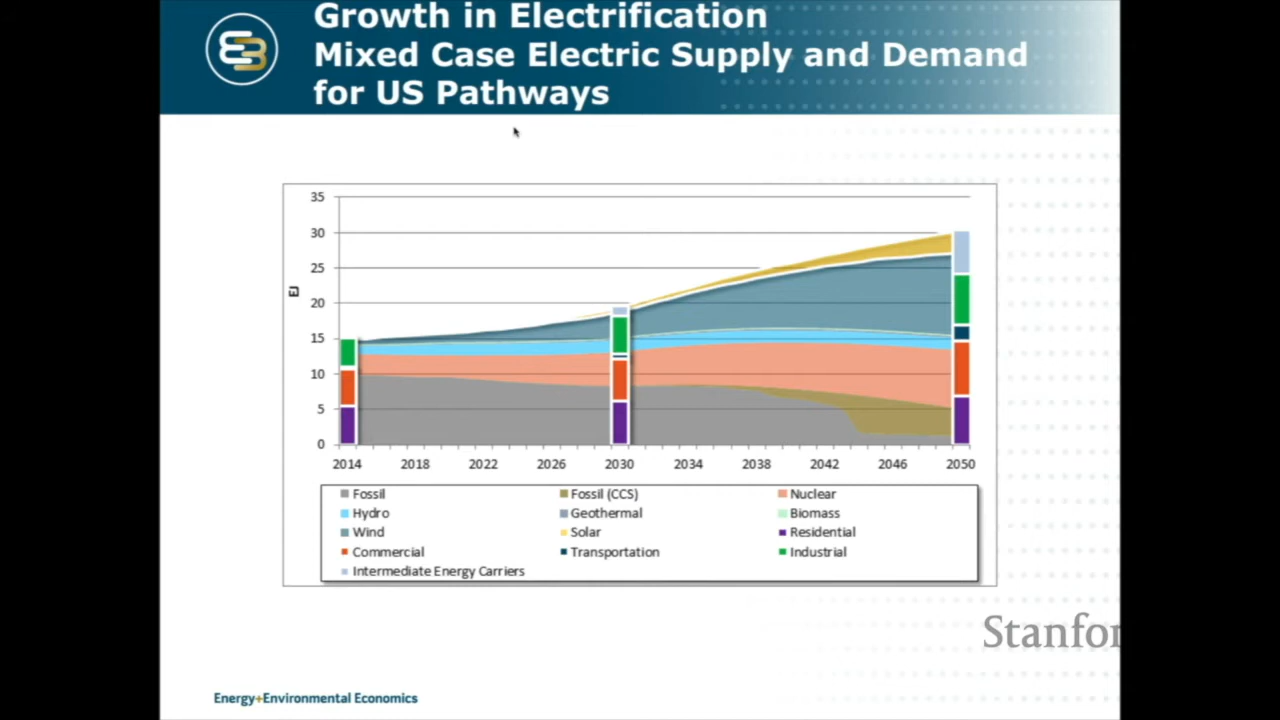 Growth in Electrification
Mixed Case Electric Supply and Demand
for US Pathways
35
30
25
20
15
10
5
0
EJ
2014 2018 2022 2026 2030 2034 2038 2042 2046 2050
Fossil Fossil (CCS) Nuclear
Hydro Geothermal Biomass
Wind Solar Residential
Commercial Transportation Industrial
Intermediate Energy Carriers
Stanfor
Energy+Environmental Economics